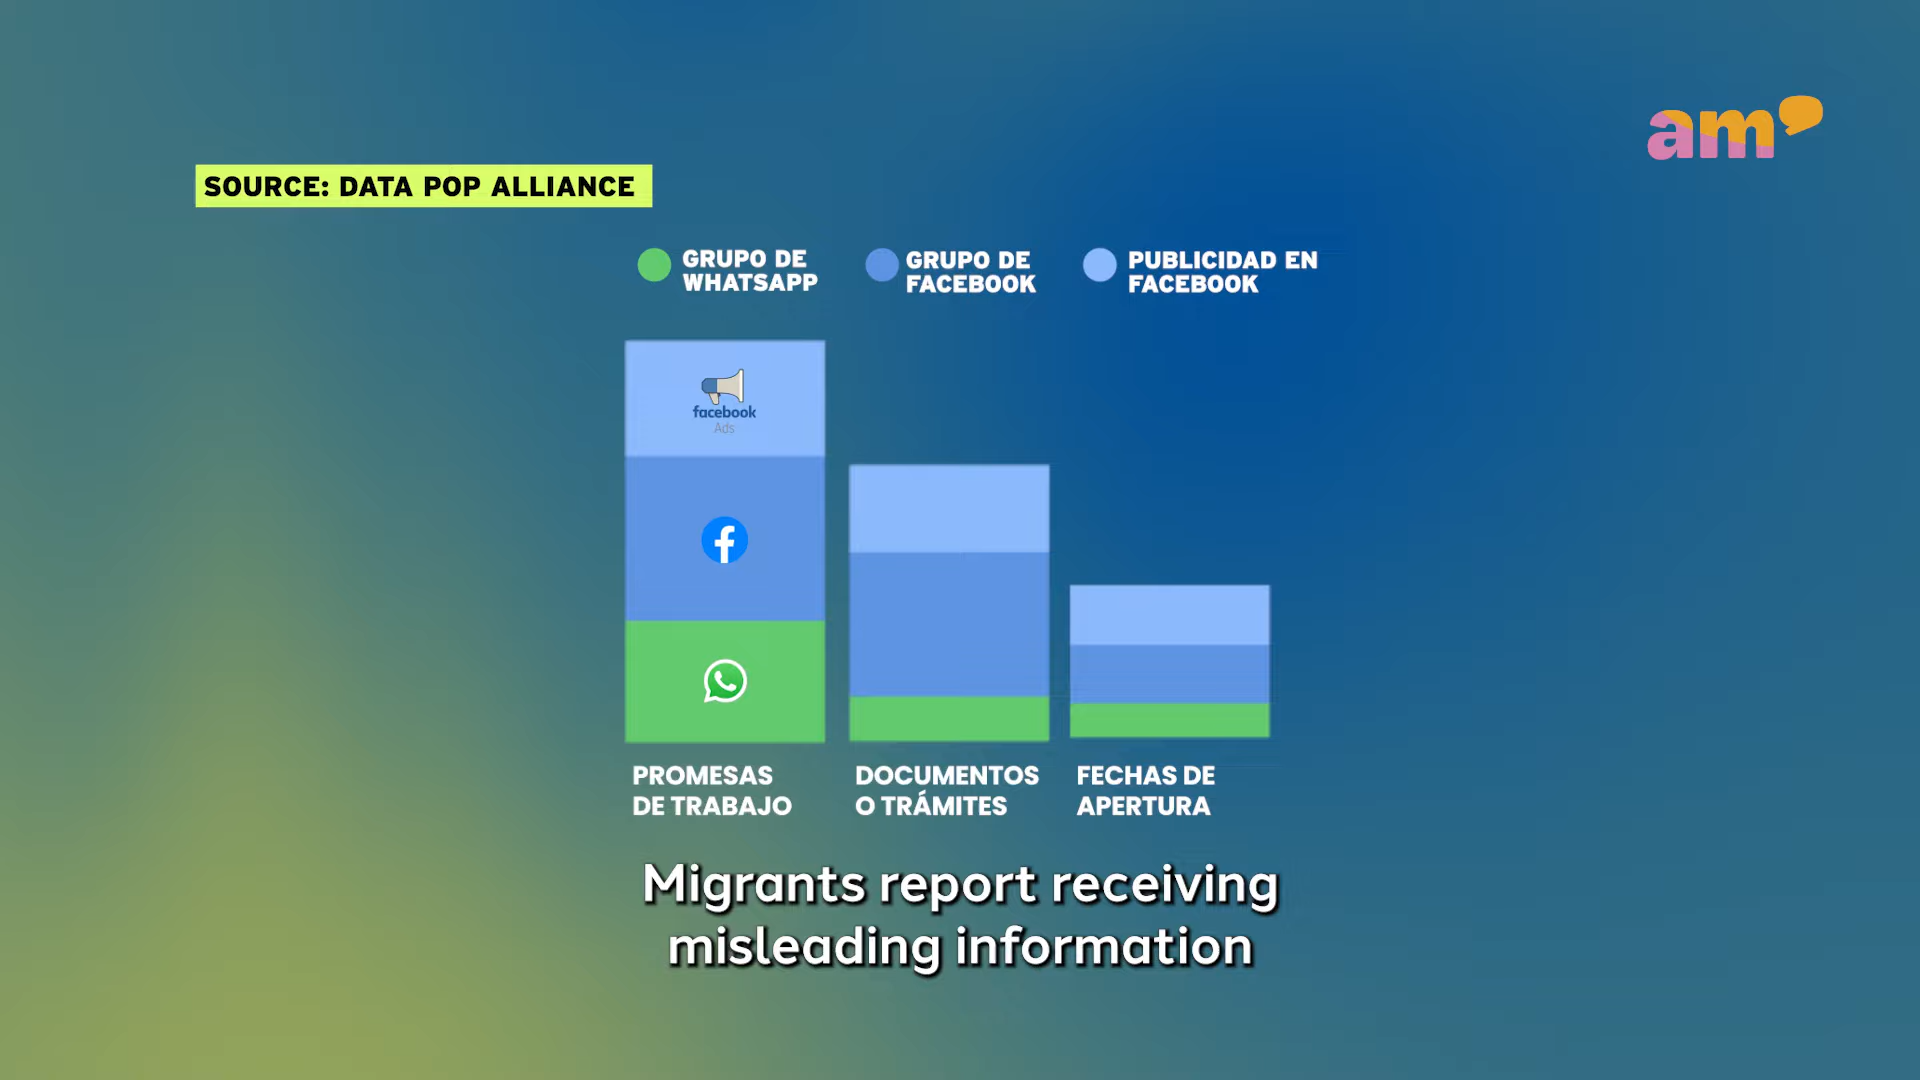 am
SOURCE: DATA POP ALLIANCE
GRUPO DE
WHATSAPP
GRUPO DE
FACEBOOK
PUBLICIDAD EN
FACEBOOK
facebook
Ads
PROMESAS
DE TRABAJO
DOCUMENTOS
O TRÁMITES
FECHAS DE
APERTURA
Migrants report receiving
misleading information